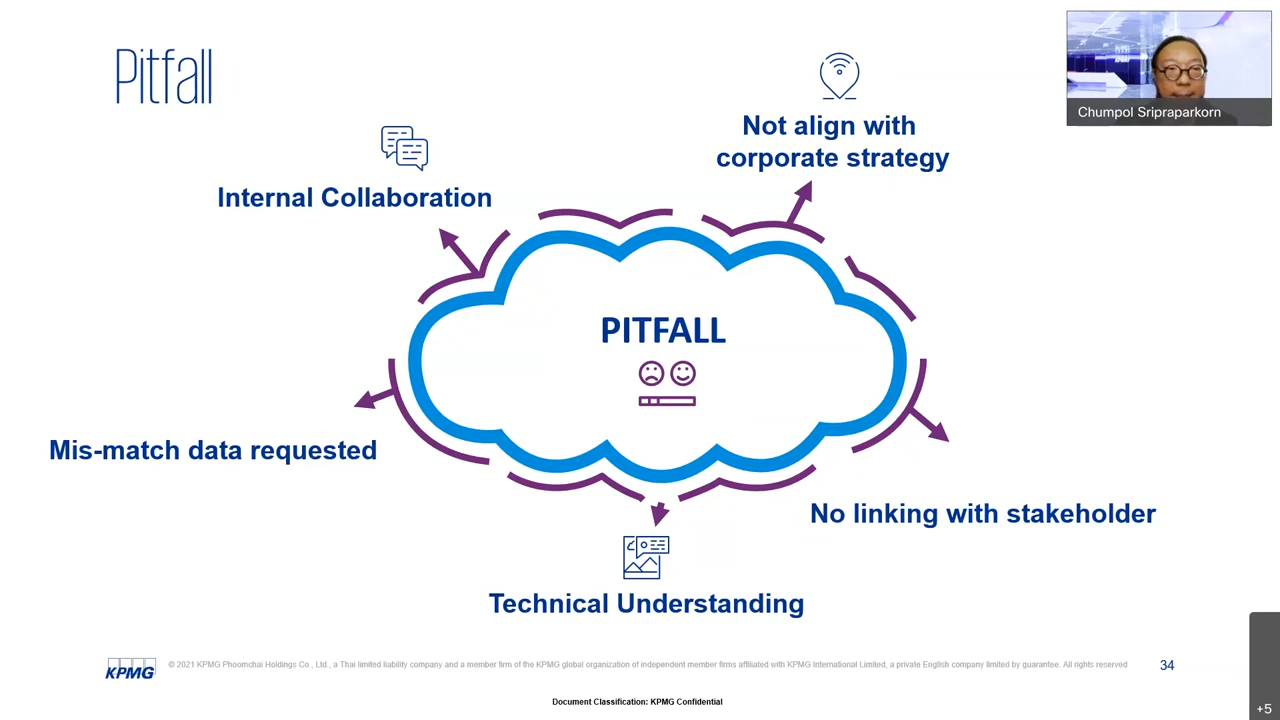 Pitfall
Chumpol Sripraparkorn
Not align with
corporate strategy
Internal Collaboration
PITFALL
Mis-match data requested
No linking with stakeholder
Technical Understanding
KPMG
© 2021 KPMG Phoomchai Holdings Co., Ltd., a Thai limited liability company and a member firm of the KPMG global organization of independent member firms affiliated with KPMG International Limited, a private English company limited by guarantee. All rights reserved
34
Document Classification: KPMG Confidential
+5